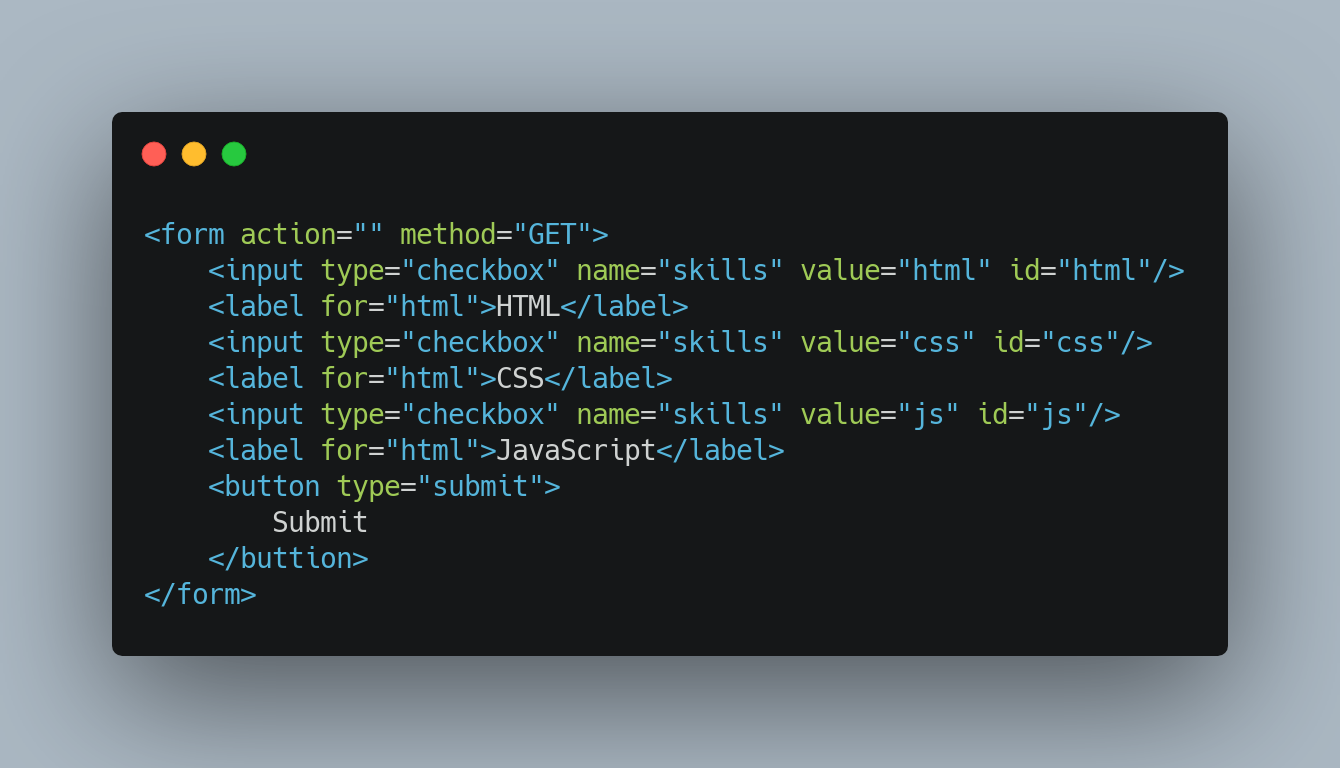 <form action="" method="GET">
    <input type="checkbox" name="skills" value="html" id="html"/>
    <label for="html">HTML</label>
    <input type="checkbox" name="skills" value="css" id="css"/>
    <label for="html">CSS</label>
    <input type="checkbox" name="skills" value="js" id="js"/>
    <label for="html">JavaScript</label>
    <button type="submit">
        Submit
    </buttion>
</form>